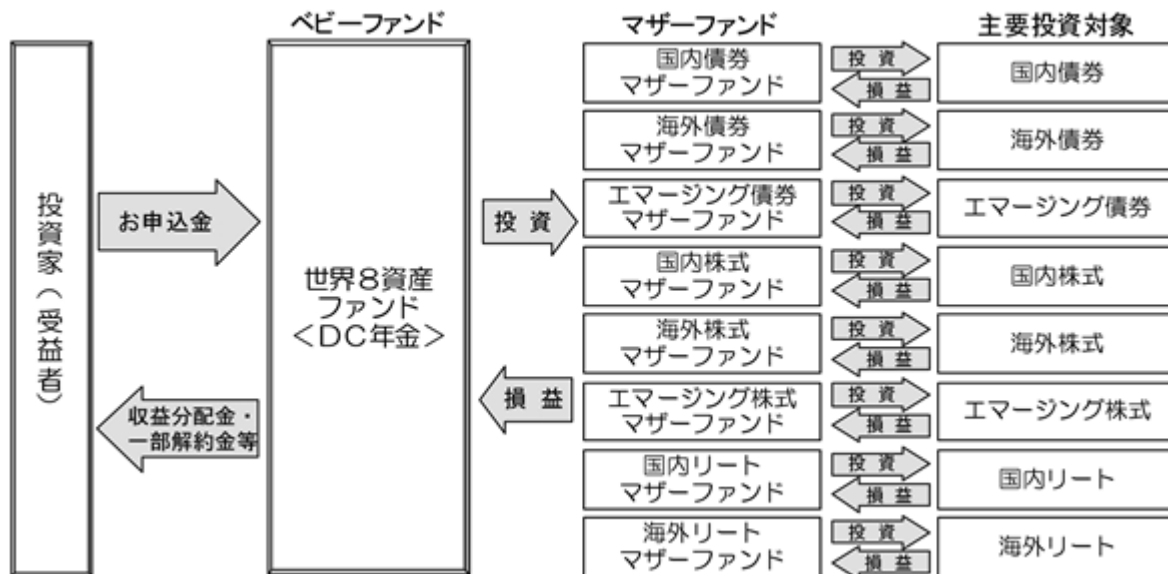 ベビーファンド
マザーファンド
主要投資対象
投資家（受益者）
お申込金
収益分配金・
一部解約金等
世界８資産
ファンド
＜ＤＣ年金＞
投 資
損 益
国内債券
マザーファンド
投 資
損 益
国内債券
海外債券
マザーファンド
投 資
損 益
海外債券
エマージング債券
マザーファンド
投 資
損 益
エマージング債券
国内株式
マザーファンド
投 資
損 益
国内株式
海外株式
マザーファンド
投 資
損 益
海外株式
エマージング株式
マザーファンド
投 資
損 益
エマージング株式
国内リート
マザーファンド
投 資
損 益
国内リート
海外リート
マザーファンド
投 資
損 益
海外リート